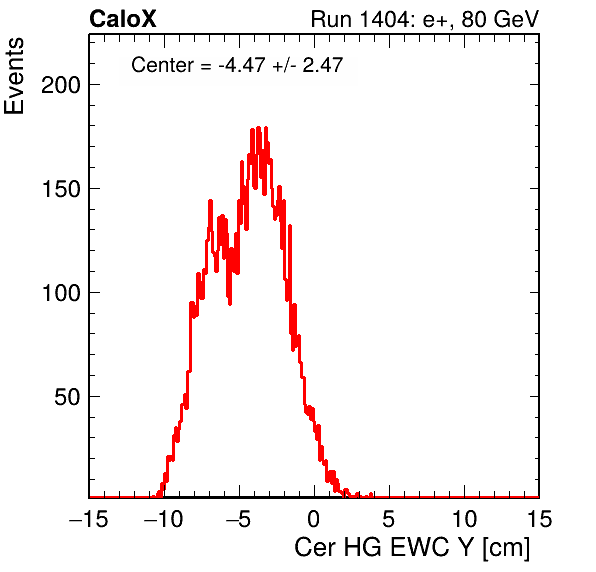 CaloX Run 1404: e+, 80 GeV
Center = -4.47 +/- 2.47
Events
200
150
100
50
−15 −10 −5 0 5 10 15
Cer HG EWC Y [cm]